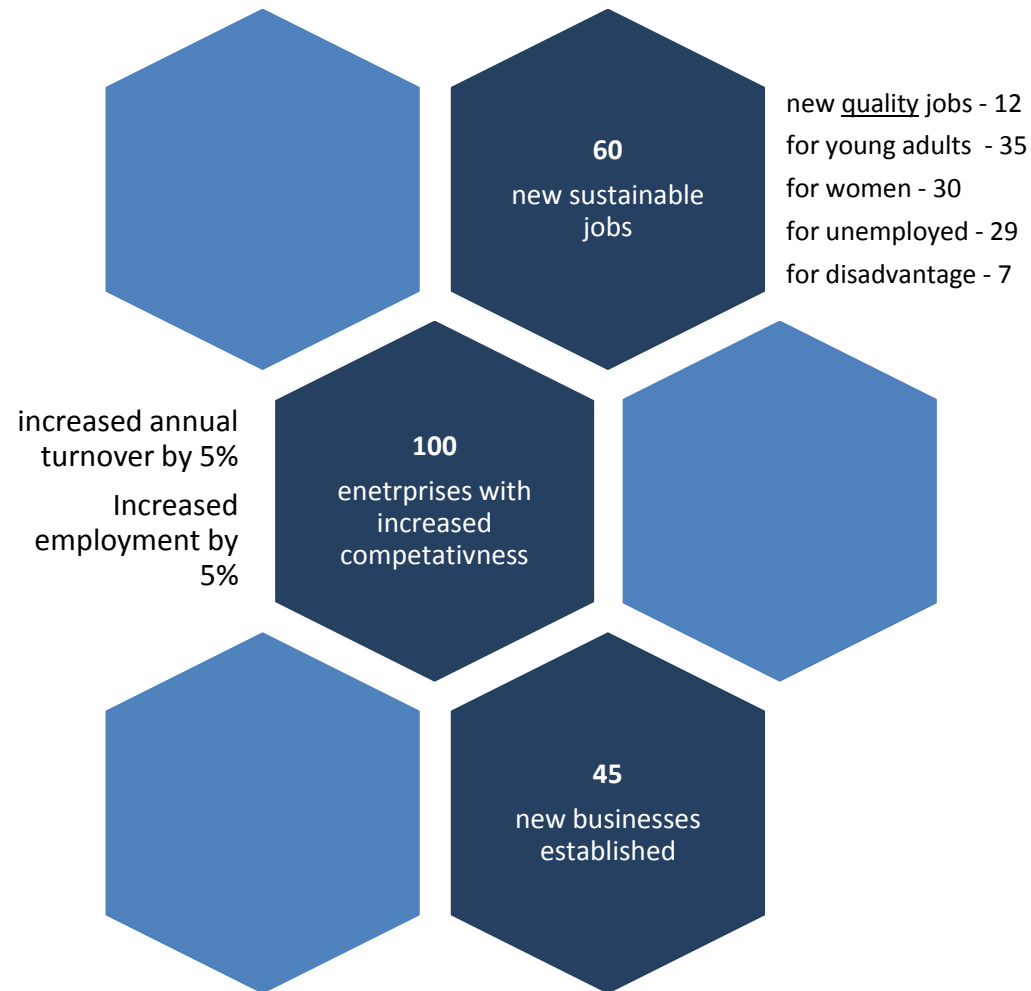 60
new sustainable
jobs
new quality jobs - 12
for young adults - 35
for women - 30
for unemployed - 29
for disadvantage - 7
increased annual
turnover by 5%
Increased
employment by
5%
100
enetrprises with
increased
competativness
45
new businesses
established